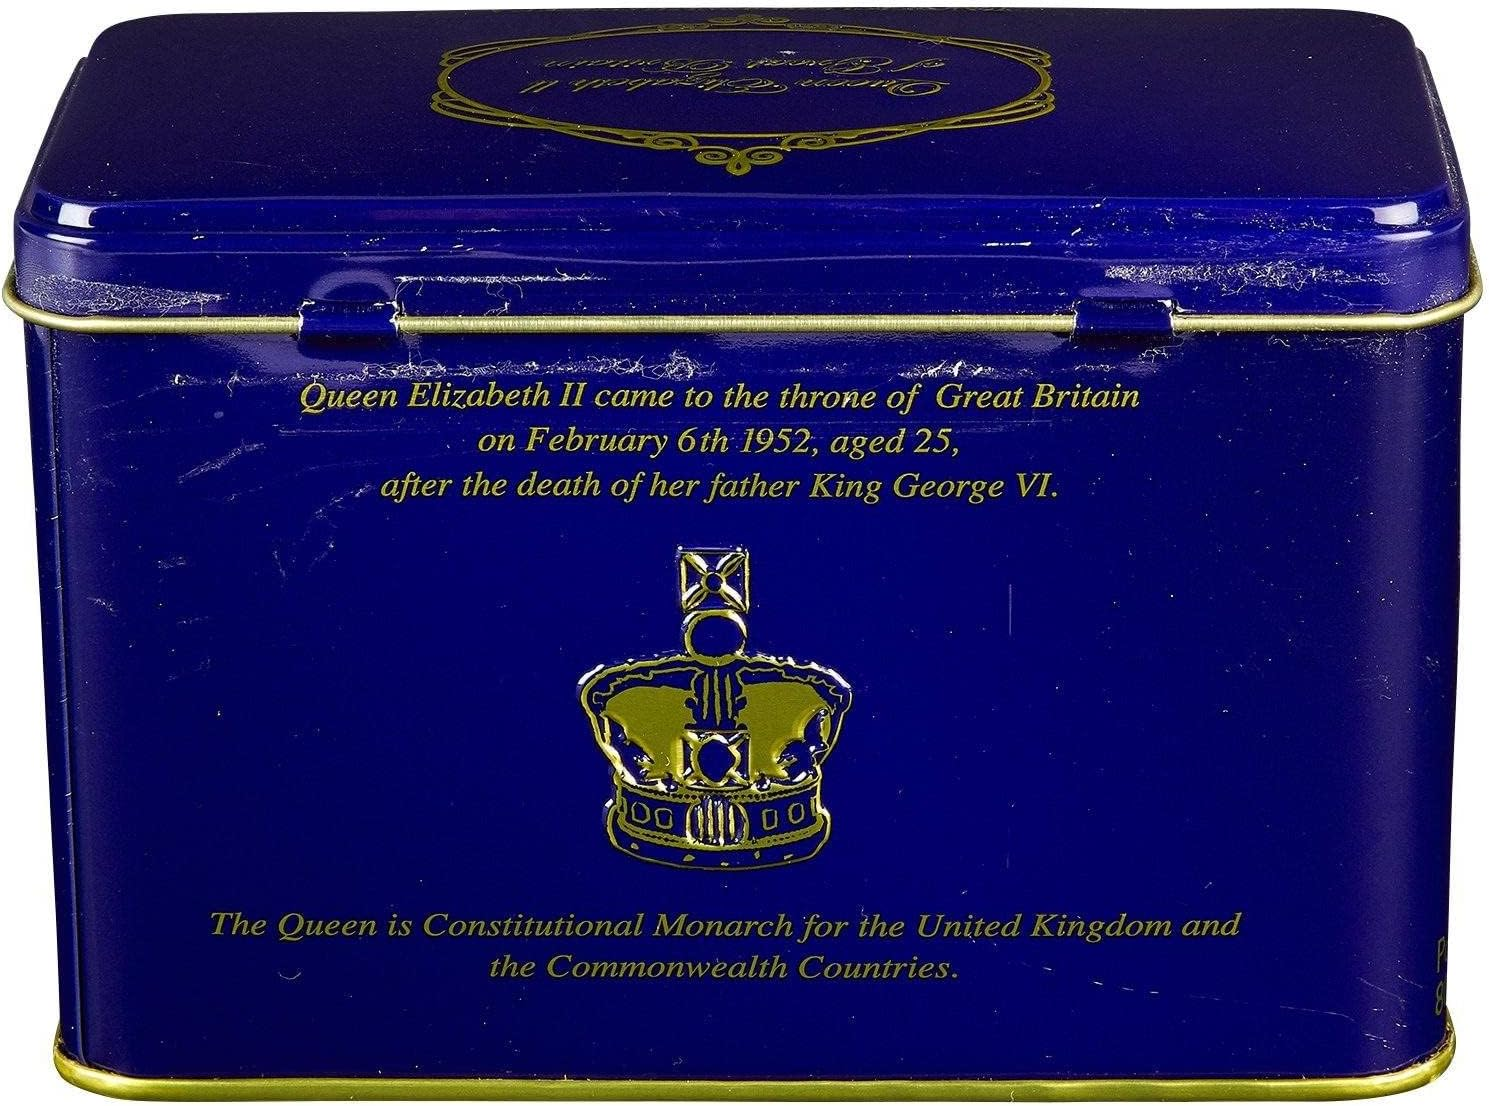 Queen Elizabeth II
of Great Britain
Queen Elizabeth II came to the throne of Great Britain
on February 6th 1952, aged 25,
after the death of her father King George VI.
The Queen is Constitutional Monarch for the United Kingdom and
the Commonwealth Countries.